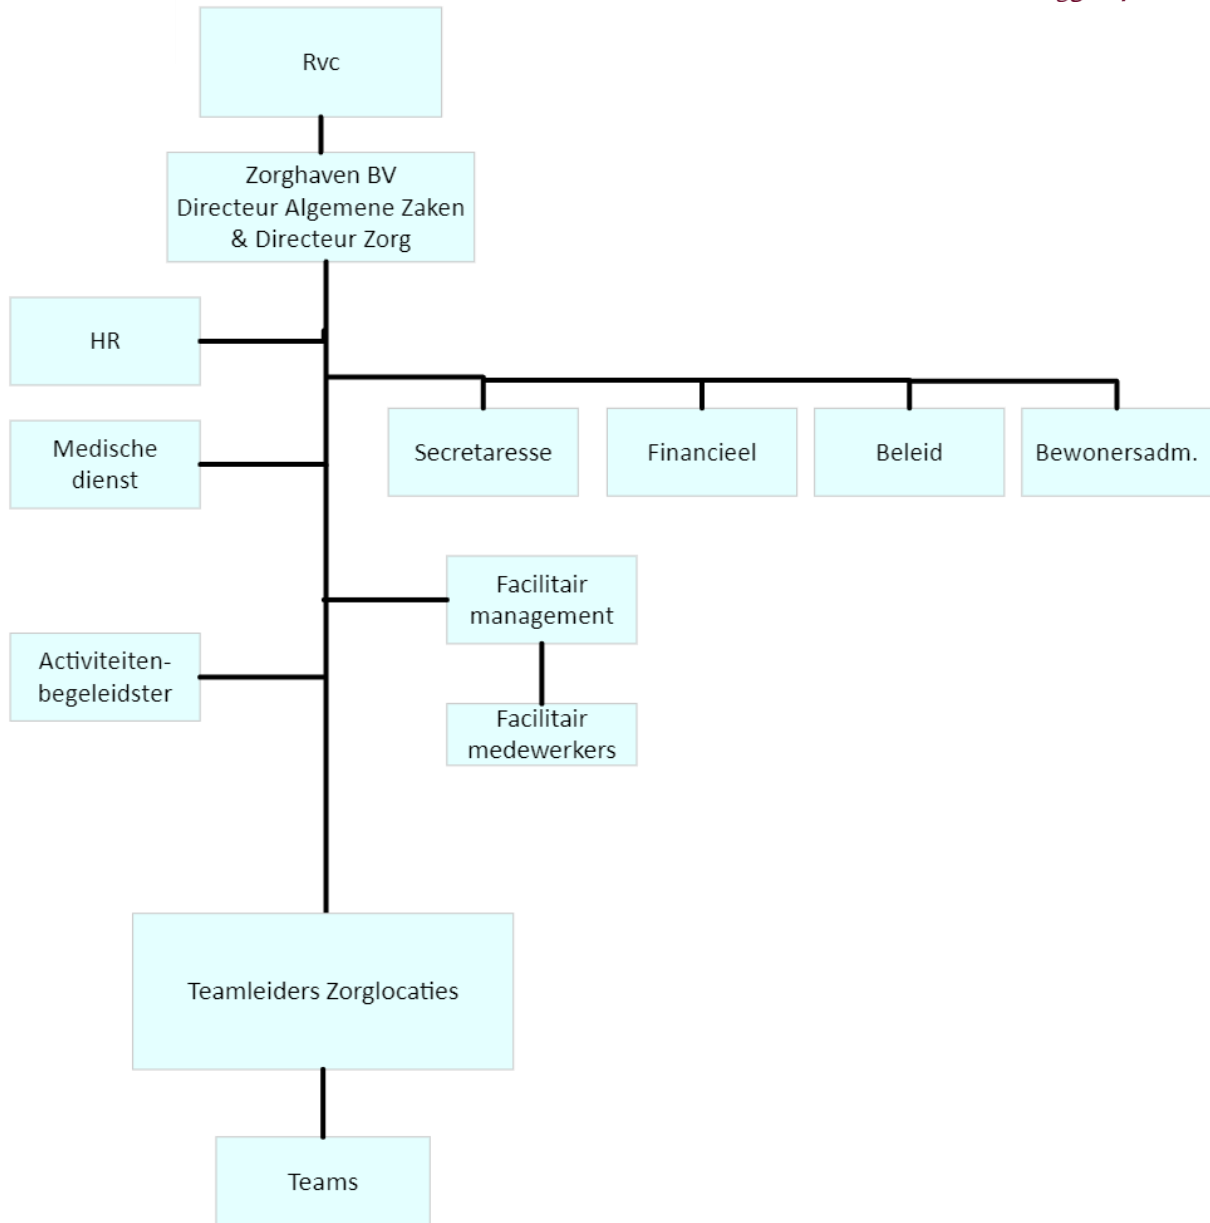 Rvc
Zorghaven BV
Directeur Algemene Zaken
& Directeur Zorg
HR
Medische
dienst
Secretaresse
Financieel
Beleid
Bewonersadm.
Facilitair
management
Activiteiten-
begeleidster
Facilitair
medewerkers
Teamleiders Zorglocaties
Teams